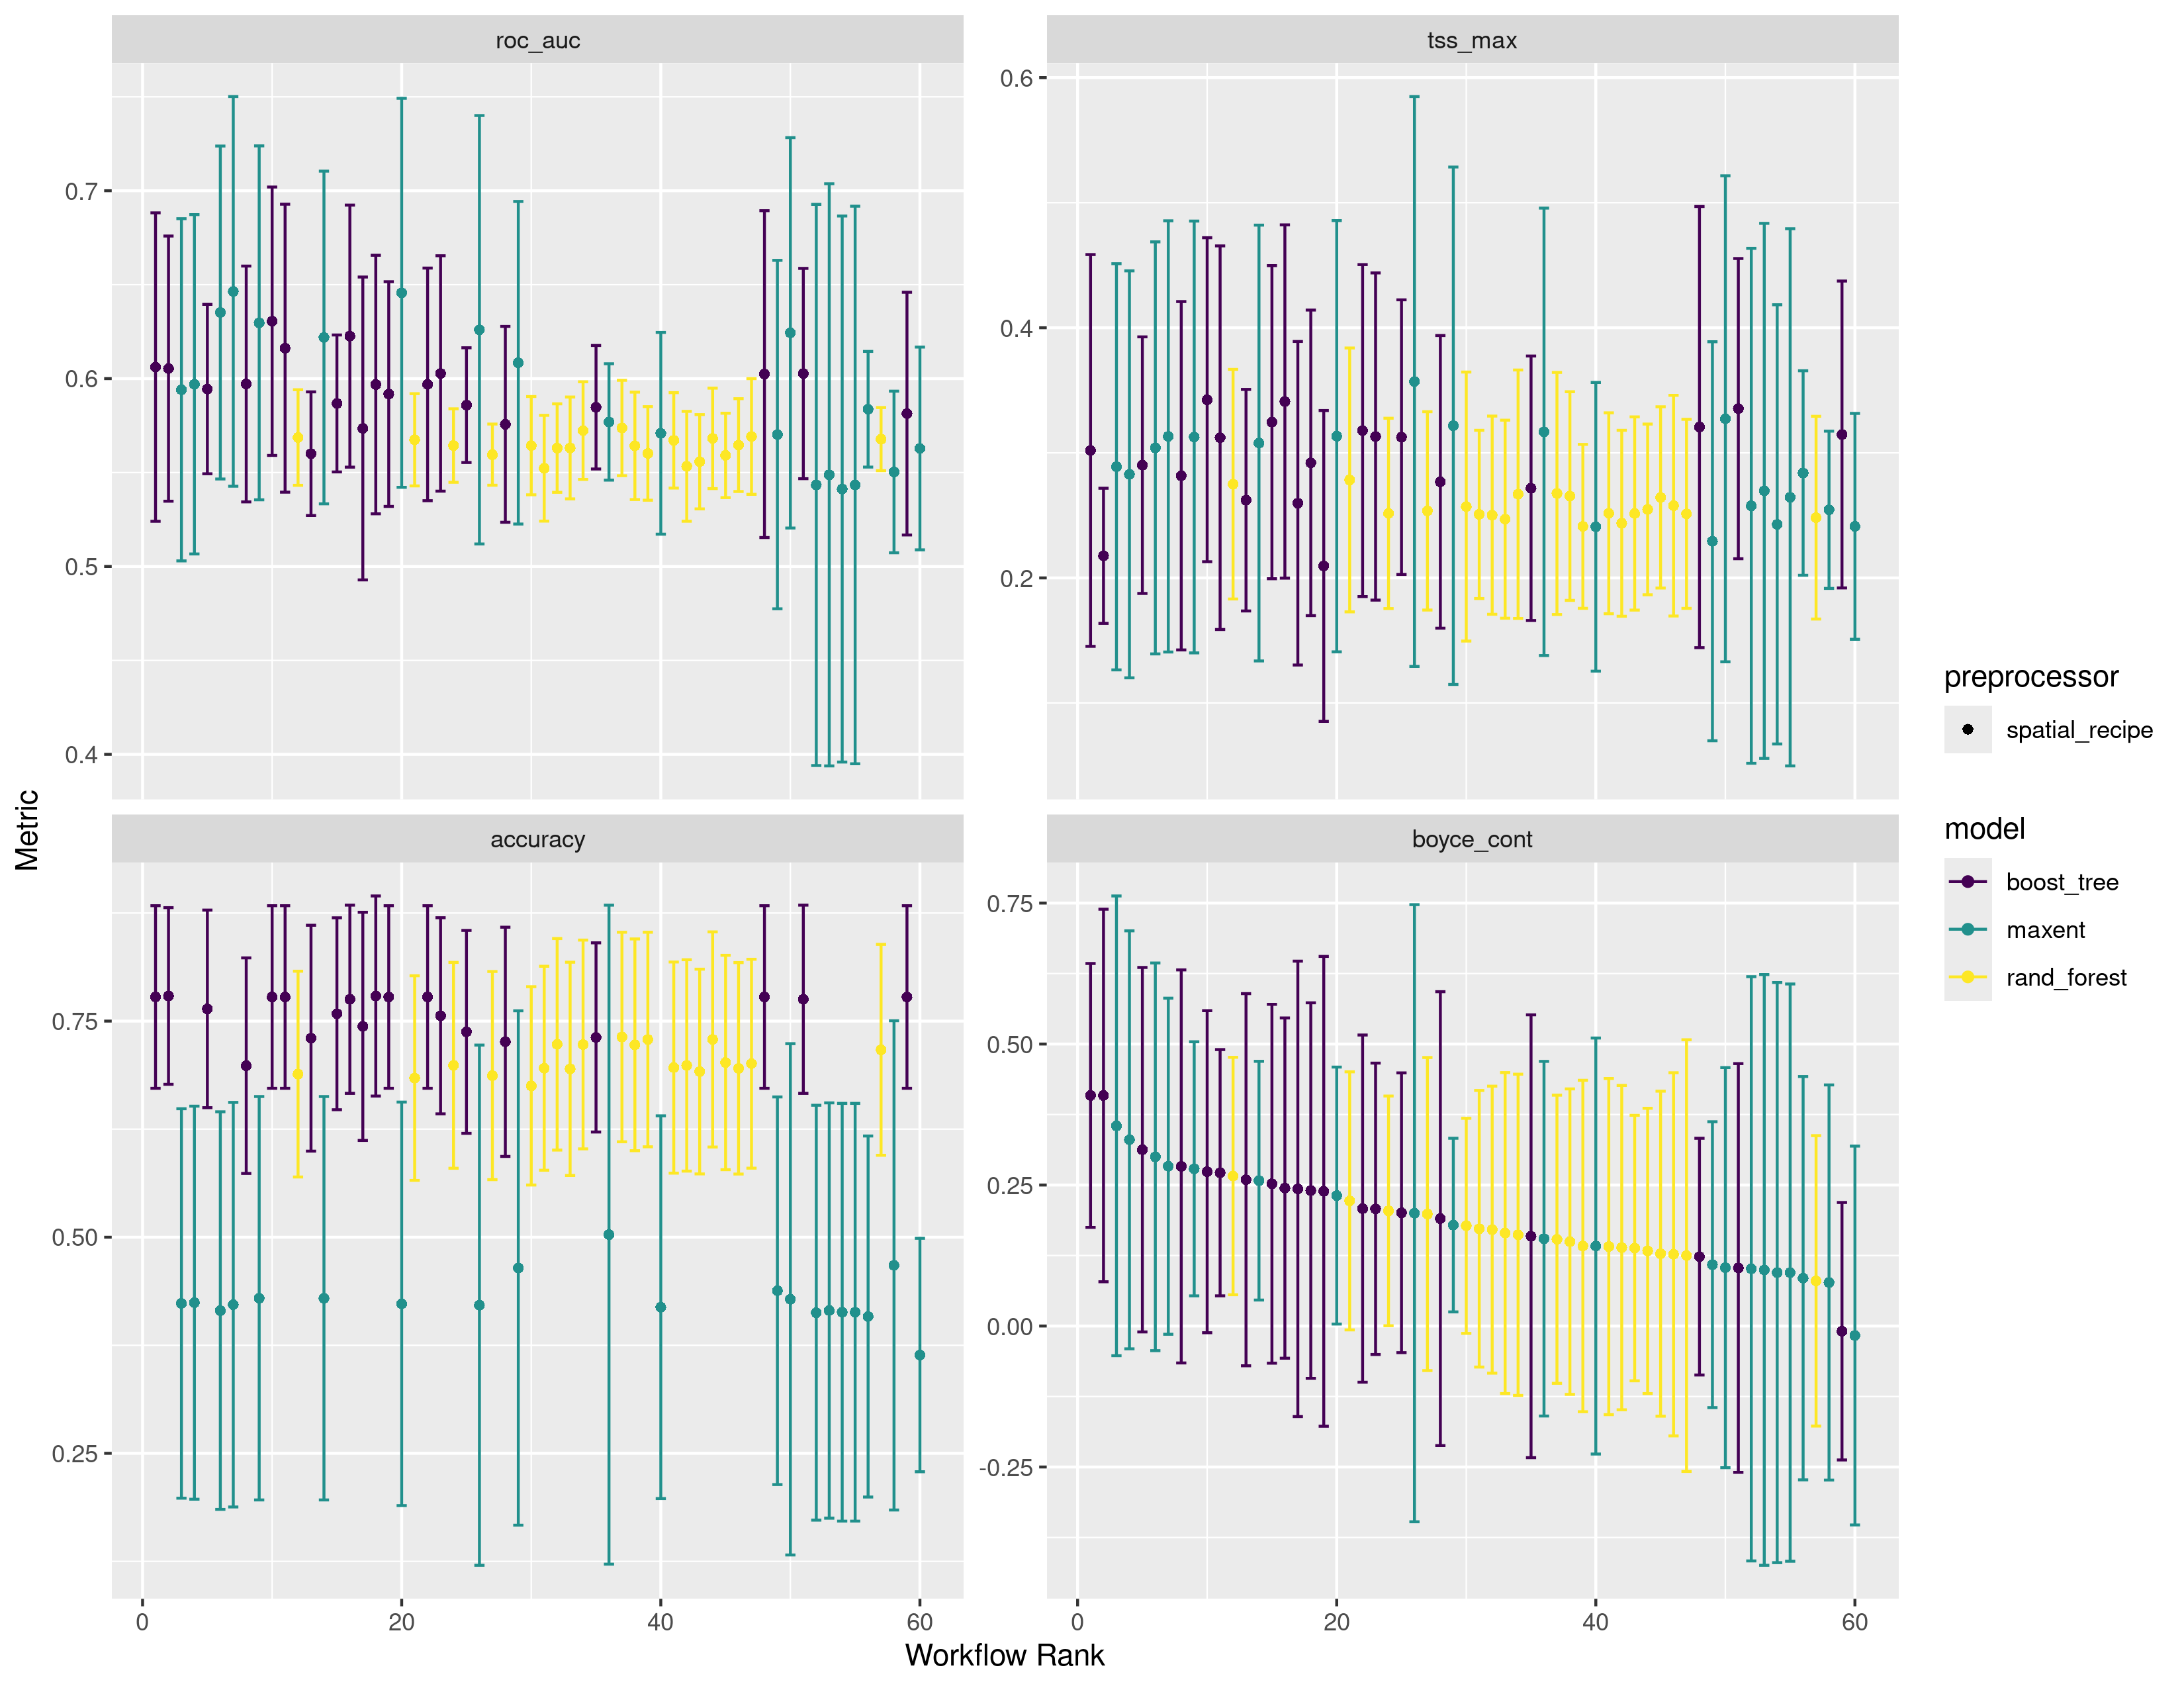 roc_auc
tss_max
0.7
0.6
0.5
0.4
0.6
0.4
0.2
accuracy
boyce_cont
0.75
0.50
0.25
0.75
0.50
0.25
0.00
-0.25
0
20
40
60
0
20
40
60
Workflow Rank
Metric
preprocessor
spatial_recipe
model
boost_tree
maxent
rand_forest